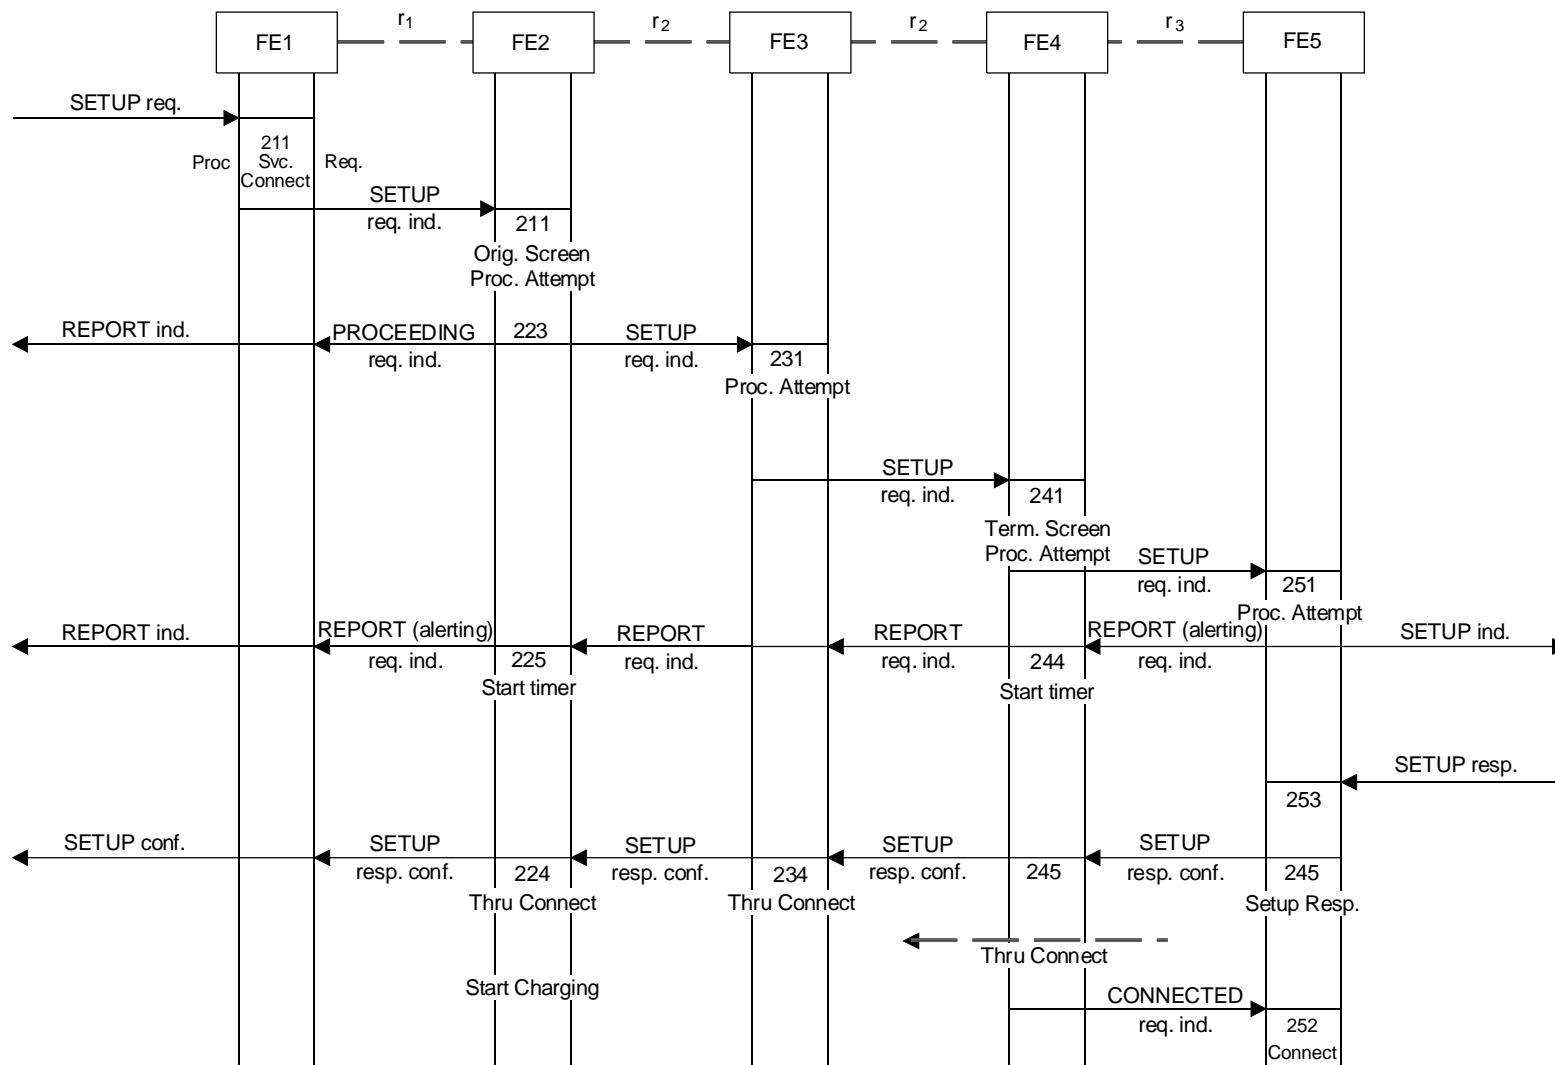 r1
r2
r2
r3
FE1
FE2
FE3
FE4
FE5
SETUP req.
211
Proc Svc. Req.
Connect
SETUP
req. ind.
211
Orig. Screen
Proc. Attempt
REPORT ind.
PROCEEDING
req. ind.
223
SETUP
req. ind.
231
Proc. Attempt
SETUP
req. ind.
241
Term. Screen
Proc. Attempt
SETUP
req. ind.
251
Proc. Attempt
REPORT ind.
REPORT (alerting)
req. ind.
225
Start timer
REPORT
req. ind.
REPORT
req. ind.
244
Start timer
REPORT (alerting)
req. ind.
SETUP ind.
SETUP resp.
253
SETUP conf.
SETUP
resp. conf.
224
Thru Connect
SETUP
resp. conf.
234
Thru Connect
SETUP
resp. conf.
245
SETUP
resp. conf.
245
Setup Resp.
Thru Connect
Start Charging
CONNECTED
req. ind.
252
Connect